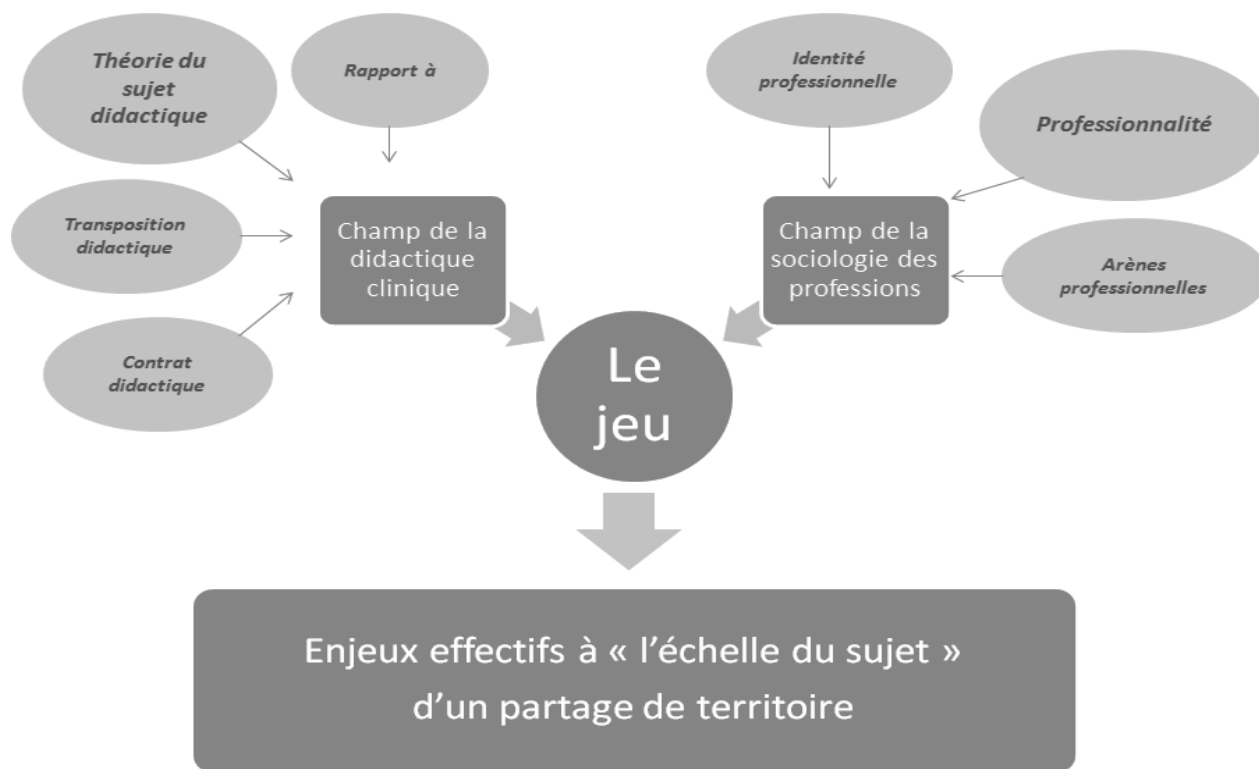 Théorie du
sujet
didactique
Rapport à
Transposition
didactique
Contrat
didactique
Champ de la
didactique
clinique
Identité
professionnelle
Professionnalité
Arènes
professionnelles
Champ de la
sociologie des
professions
Le
jeu
Enjeux effectifs à « l’échelle du sujet »
d’un partage de territoire